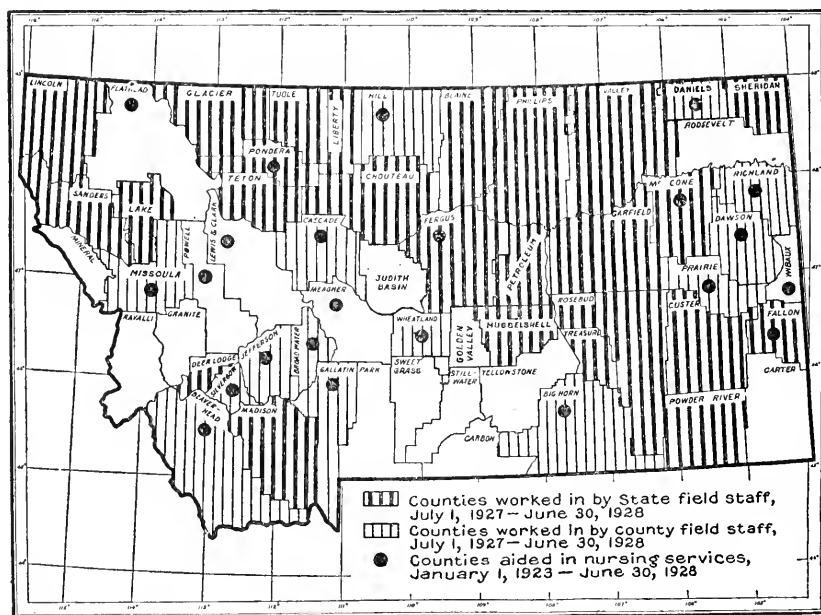 LINCOLN
FLATHEAD
GLACIER
TOOLE
LIBERTY
HILL
BLAINE
PHILLIPS
VALLEY
DANIELS
SHERIDAN
ROOSEVELT
PONDERA
TETON
CHOUTEAU
SANDERS
LAKE
POWELL
LEWIS & CLARK
CASCADE
FERGUS
PETROLEUM
GARFIELD
Mc CONE
RICHLAND
DAWSON
WIBAUX
MINERAL
MISSOULA
MEAGHER
JUDITH
BASIN
PRAIRIE
RAVALLI
GRANITE
WHEATLAND
GOLDEN
VALLEY
MUSSELSHELL
ROSEBUD
TREASURE
CUSTER
FALLON
DEER LODGE
SILVERBOW
JEFFERSON
BROADWATER
GALLATIN
PARK
SWEET
GRASS
STILL-
WATER
YELLOWSTONE
CARTER
BEAVER-
HEAD
MADISON
CARBON
BIG HORN
POWDER RIVER
Counties worked in by State field staff,
July 1, 1927 – June 30, 1928
Counties worked in by County field staff,
July 1, 1927 – June 30, 1928
Counties aided in nursing services,
January 1, 1923 – June 30, 1928